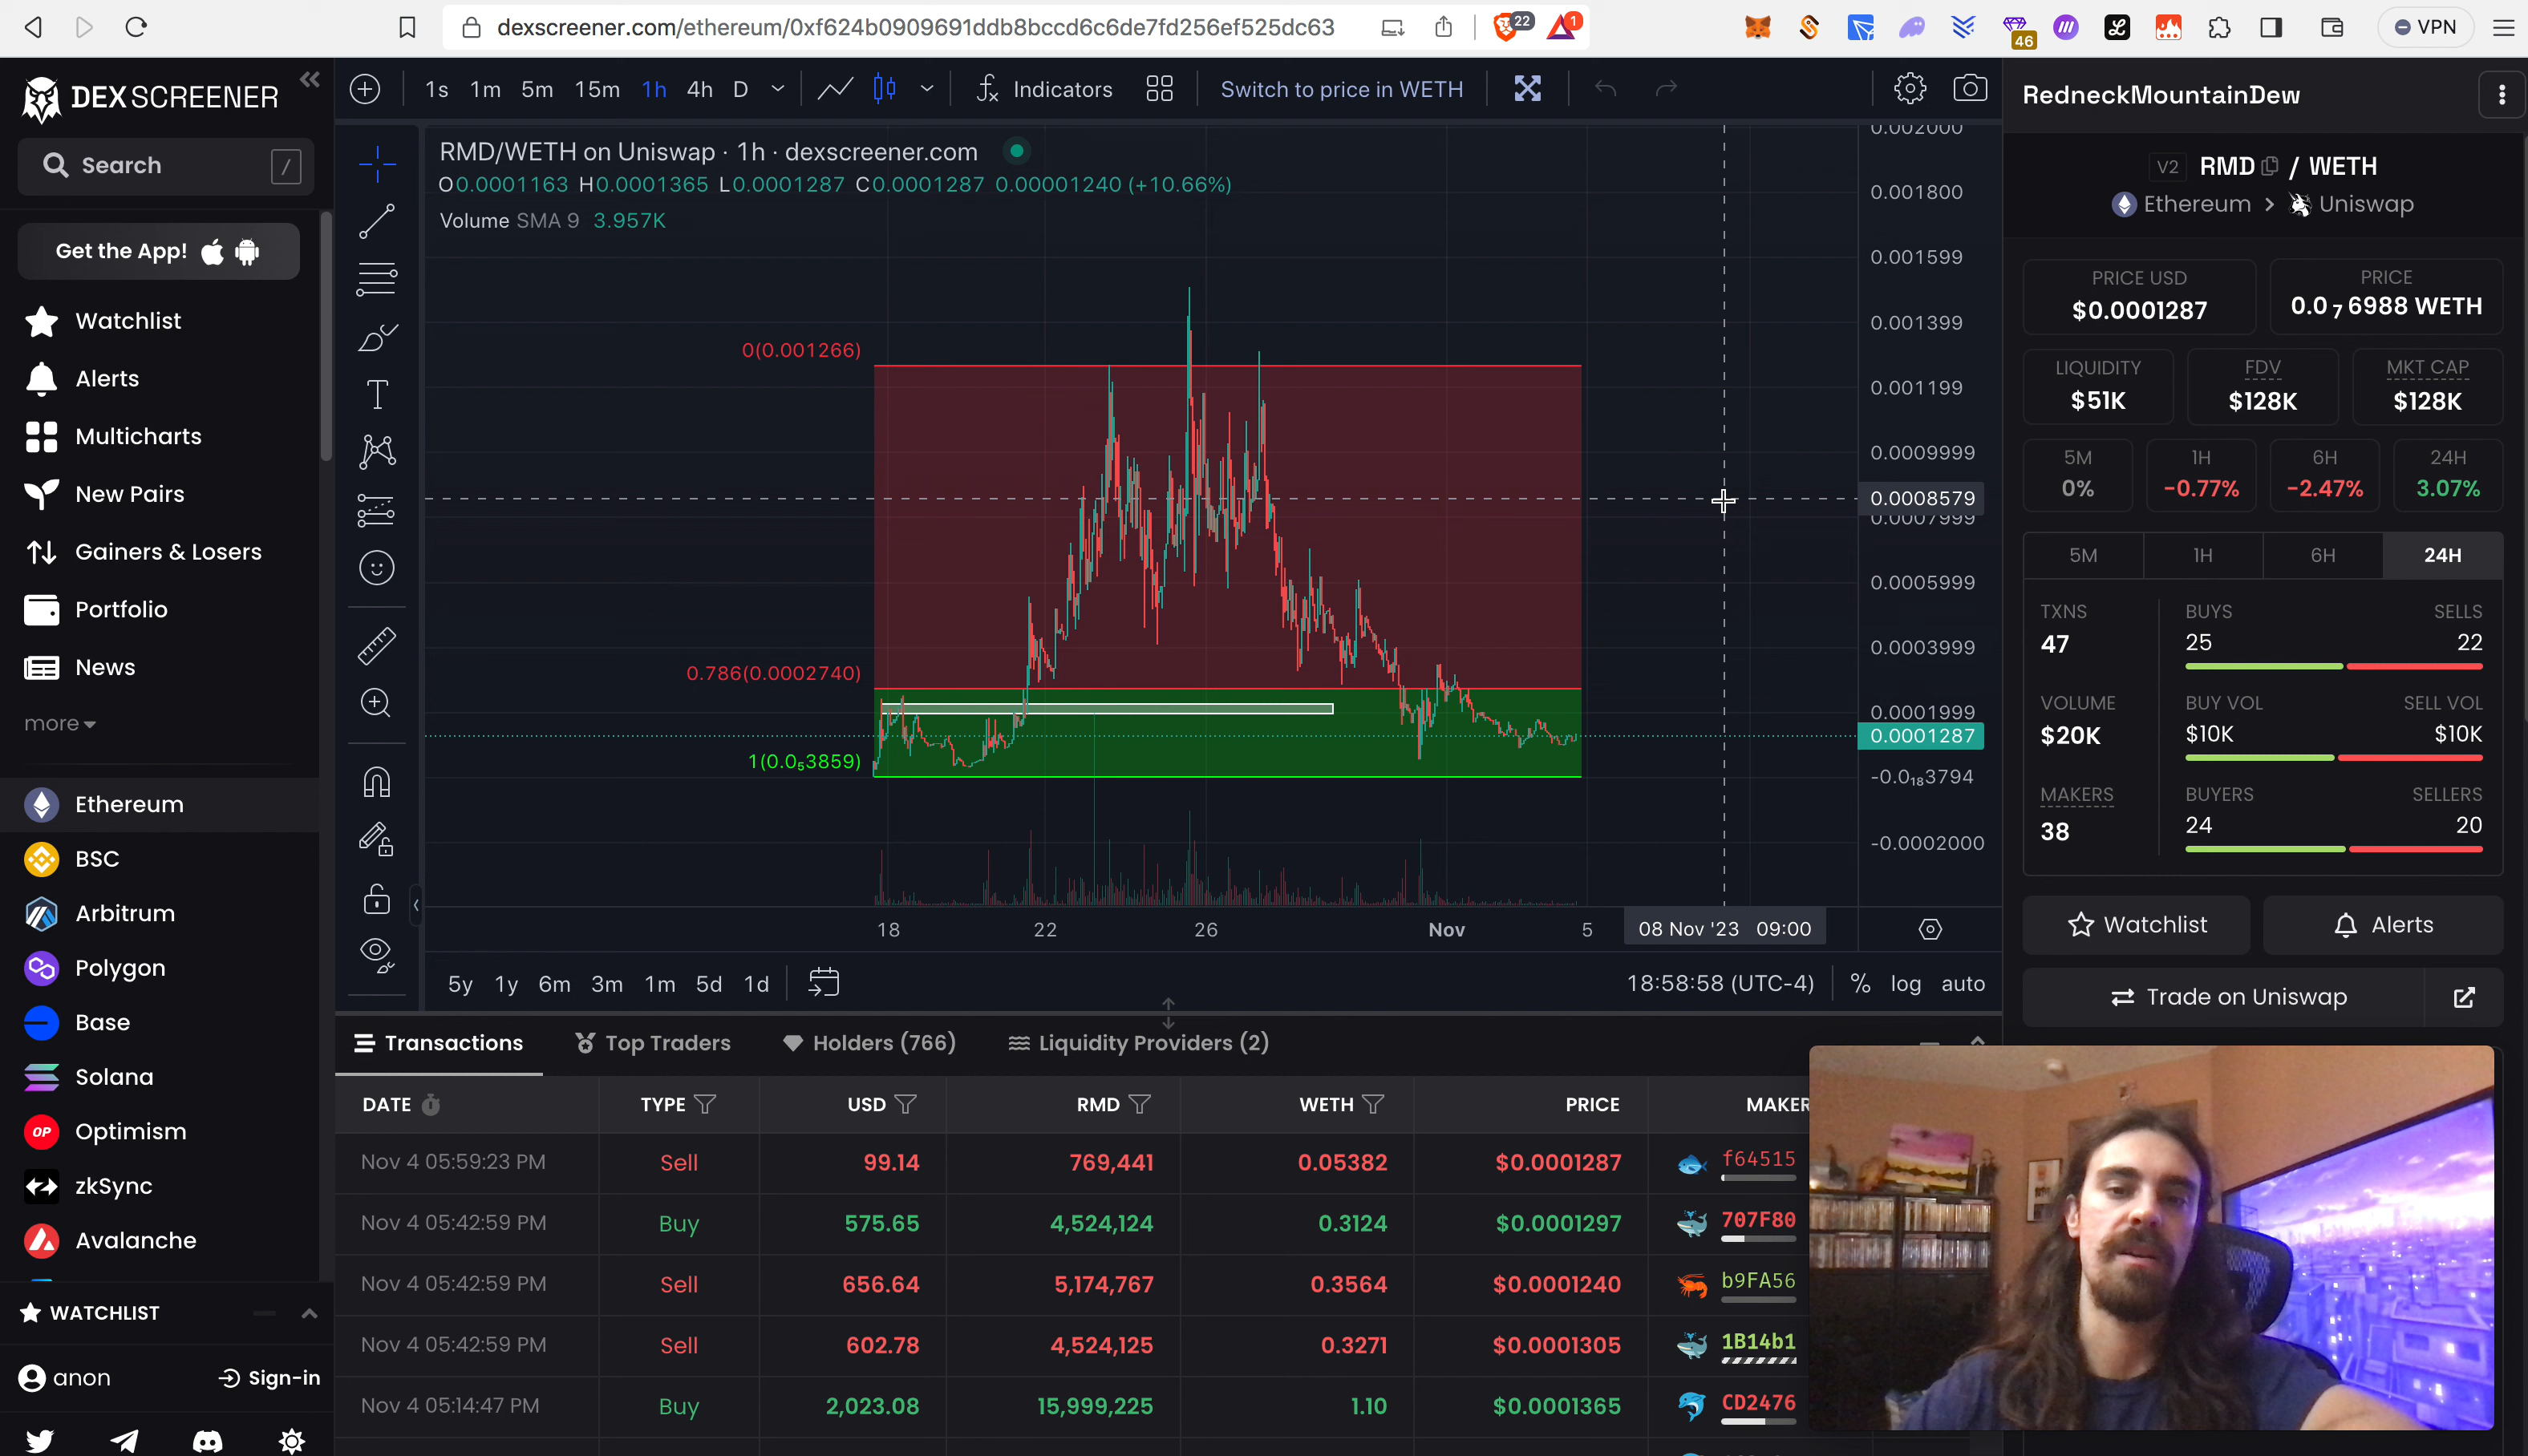 dexscreener.com/ethereum/0xf624b0909691ddb8bccd6c6de7fd256ef525dc63
22
1
46
VPN
DEX SCREENER
Search /
Get the App!
Watchlist
Alerts
Multicharts
New Pairs
Gainers & Losers
Portfolio
News
more
Ethereum
BSC
Arbitrum
Polygon
Base
Solana
OP Optimism
zkSync
Avalanche
WATCHLIST
anon Sign-in
1s 1m 5m 15m 1h 4h D Indicators Switch to price in WETH
RMD/WETH on Uniswap · 1h · dexscreener.com
O0.0001163 H0.0001365 L0.0001287 C0.0001287 0.00001240 (+10.66%)
Volume SMA 9 3.957K
0(0.001266)
0.786(0.0002740)
1(0.0₅3859)
0.002000
0.001800
0.001599
0.001399
0.001199
0.0009999
0.0008579
0.0007999
0.0005999
0.0003999
0.0001999
0.0001287
-0.0₁₈3794
-0.0002000
18 22 26 Nov 5 08 Nov '23 09:00
5y 1y 6m 3m 1m 5d 1d 18:58:58 (UTC-4) % log auto
Transactions Top Traders Holders (766) Liquidity Providers (2)
DATE TYPE USD RMD WETH PRICE MAKER
Nov 4 05:59:23 PM Sell 99.14 769,441 0.05382 $0.0001287 f64515
Nov 4 05:42:59 PM Buy 575.65 4,524,124 0.3124 $0.0001297 707F80
Nov 4 05:42:59 PM Sell 656.64 5,174,767 0.3564 $0.0001240 b9FA56
Nov 4 05:42:59 PM Sell 602.78 4,524,125 0.3271 $0.0001305 1B14b1
Nov 4 05:14:47 PM Buy 2,023.08 15,999,225 1.10 $0.0001365 CD2476
RedneckMountainDew
V2 RMD / WETH
Ethereum > Uniswap
PRICE USD PRICE
$0.0001287 0.0₇6988 WETH
LIQUIDITY FDV MKT CAP
$51K $128K $128K
5M 1H 6H 24H
0% -0.77% -2.47% 3.07%
5M 1H 6H 24H
TXNS BUYS SELLS
47 25 22
VOLUME BUY VOL SELL VOL
$20K $10K $10K
MAKERS BUYERS SELLERS
38 24 20
Watchlist Alerts
Trade on Uniswap